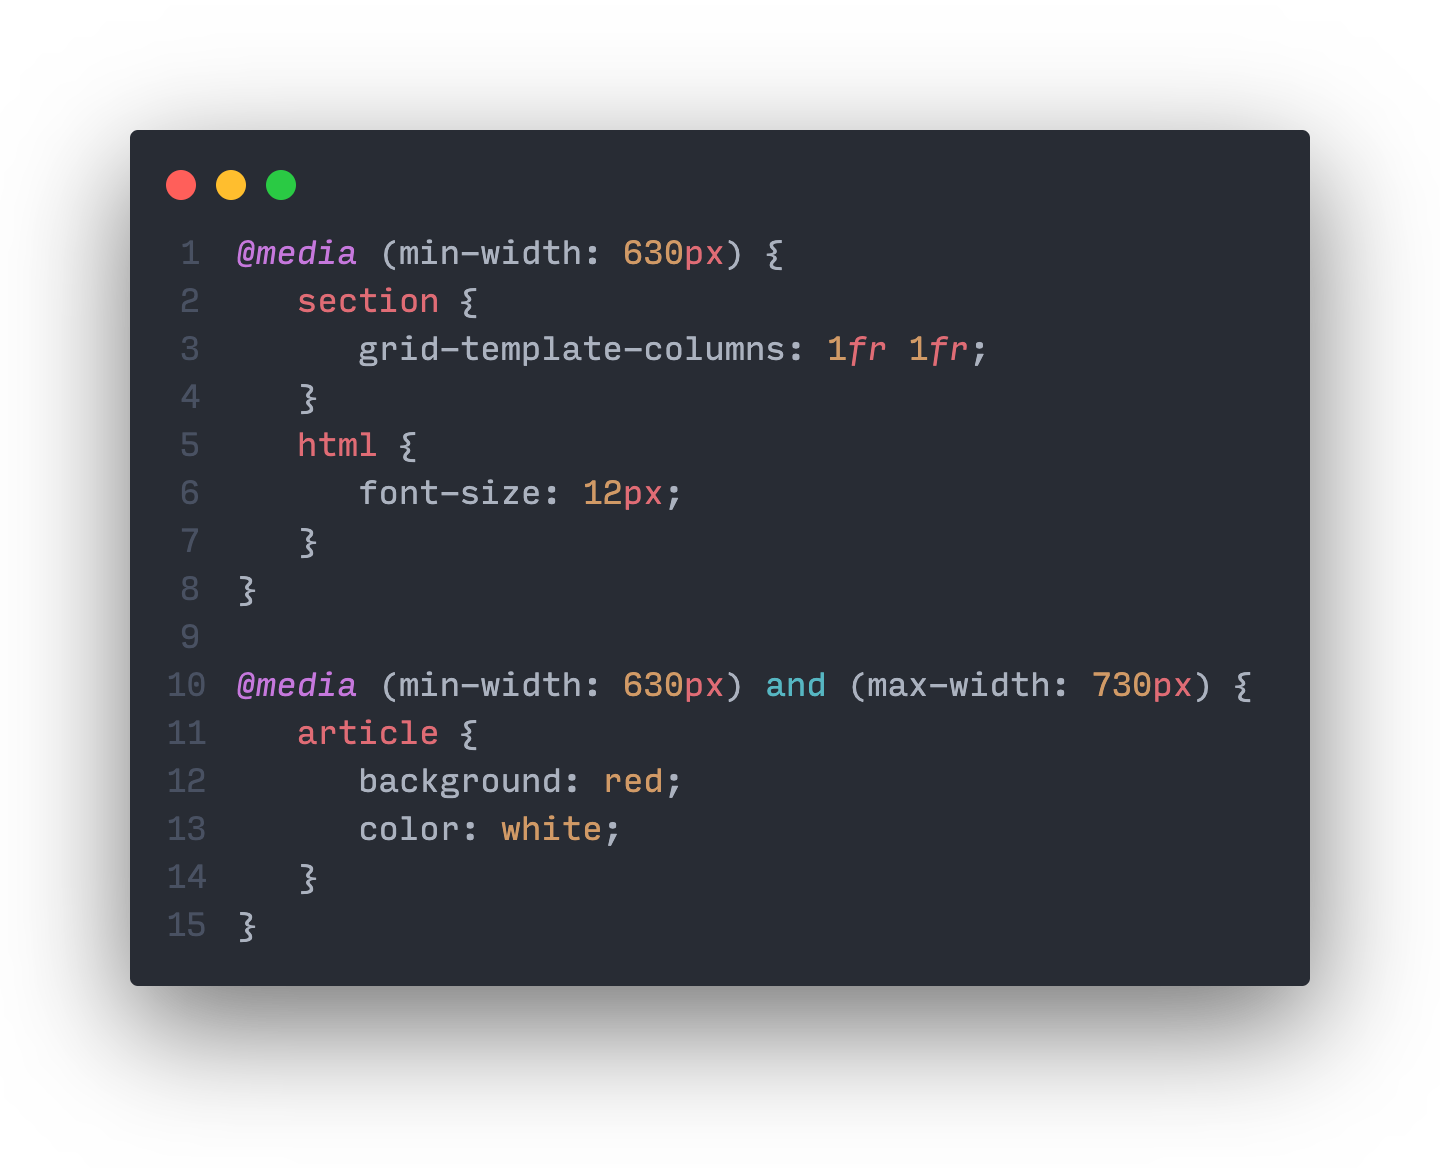 1 @media (min-width: 630px) {
2    section {
3       grid-template-columns: 1fr 1fr;
4    }
5    html {
6       font-size: 12px;
7    }
8 }
9
10 @media (min-width: 630px) and (max-width: 730px) {
11    article {
12       background: red;
13       color: white;
14    }
15 }